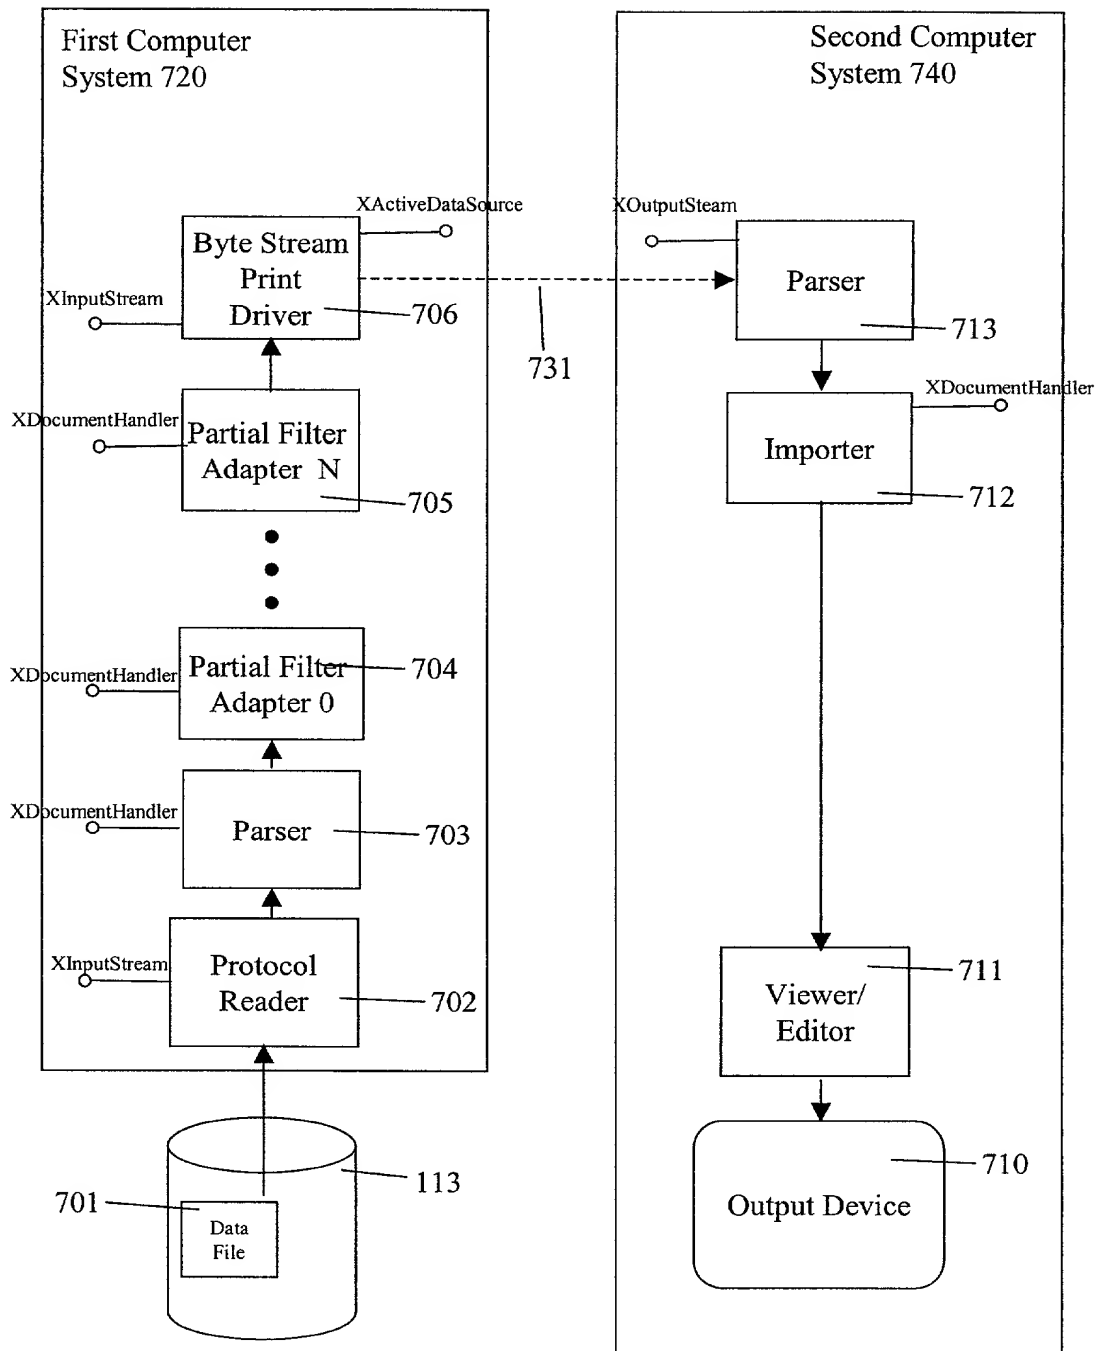 First Computer
System 720
XActiveDataSource
Byte Stream
Print
Driver
706
XInputStream
XDocumentHandler
Partial Filter
Adapter N
705
Partial Filter
Adapter 0
704
XDocumentHandler
XDocumentHandler
Parser
703
XInputStream
Protocol
Reader
702
701
Data
File
113
731
Second Computer
System 740
XOutputSteam
Parser
713
XDocumentHandler
Importer
712
Viewer/
Editor
711
Output Device
710